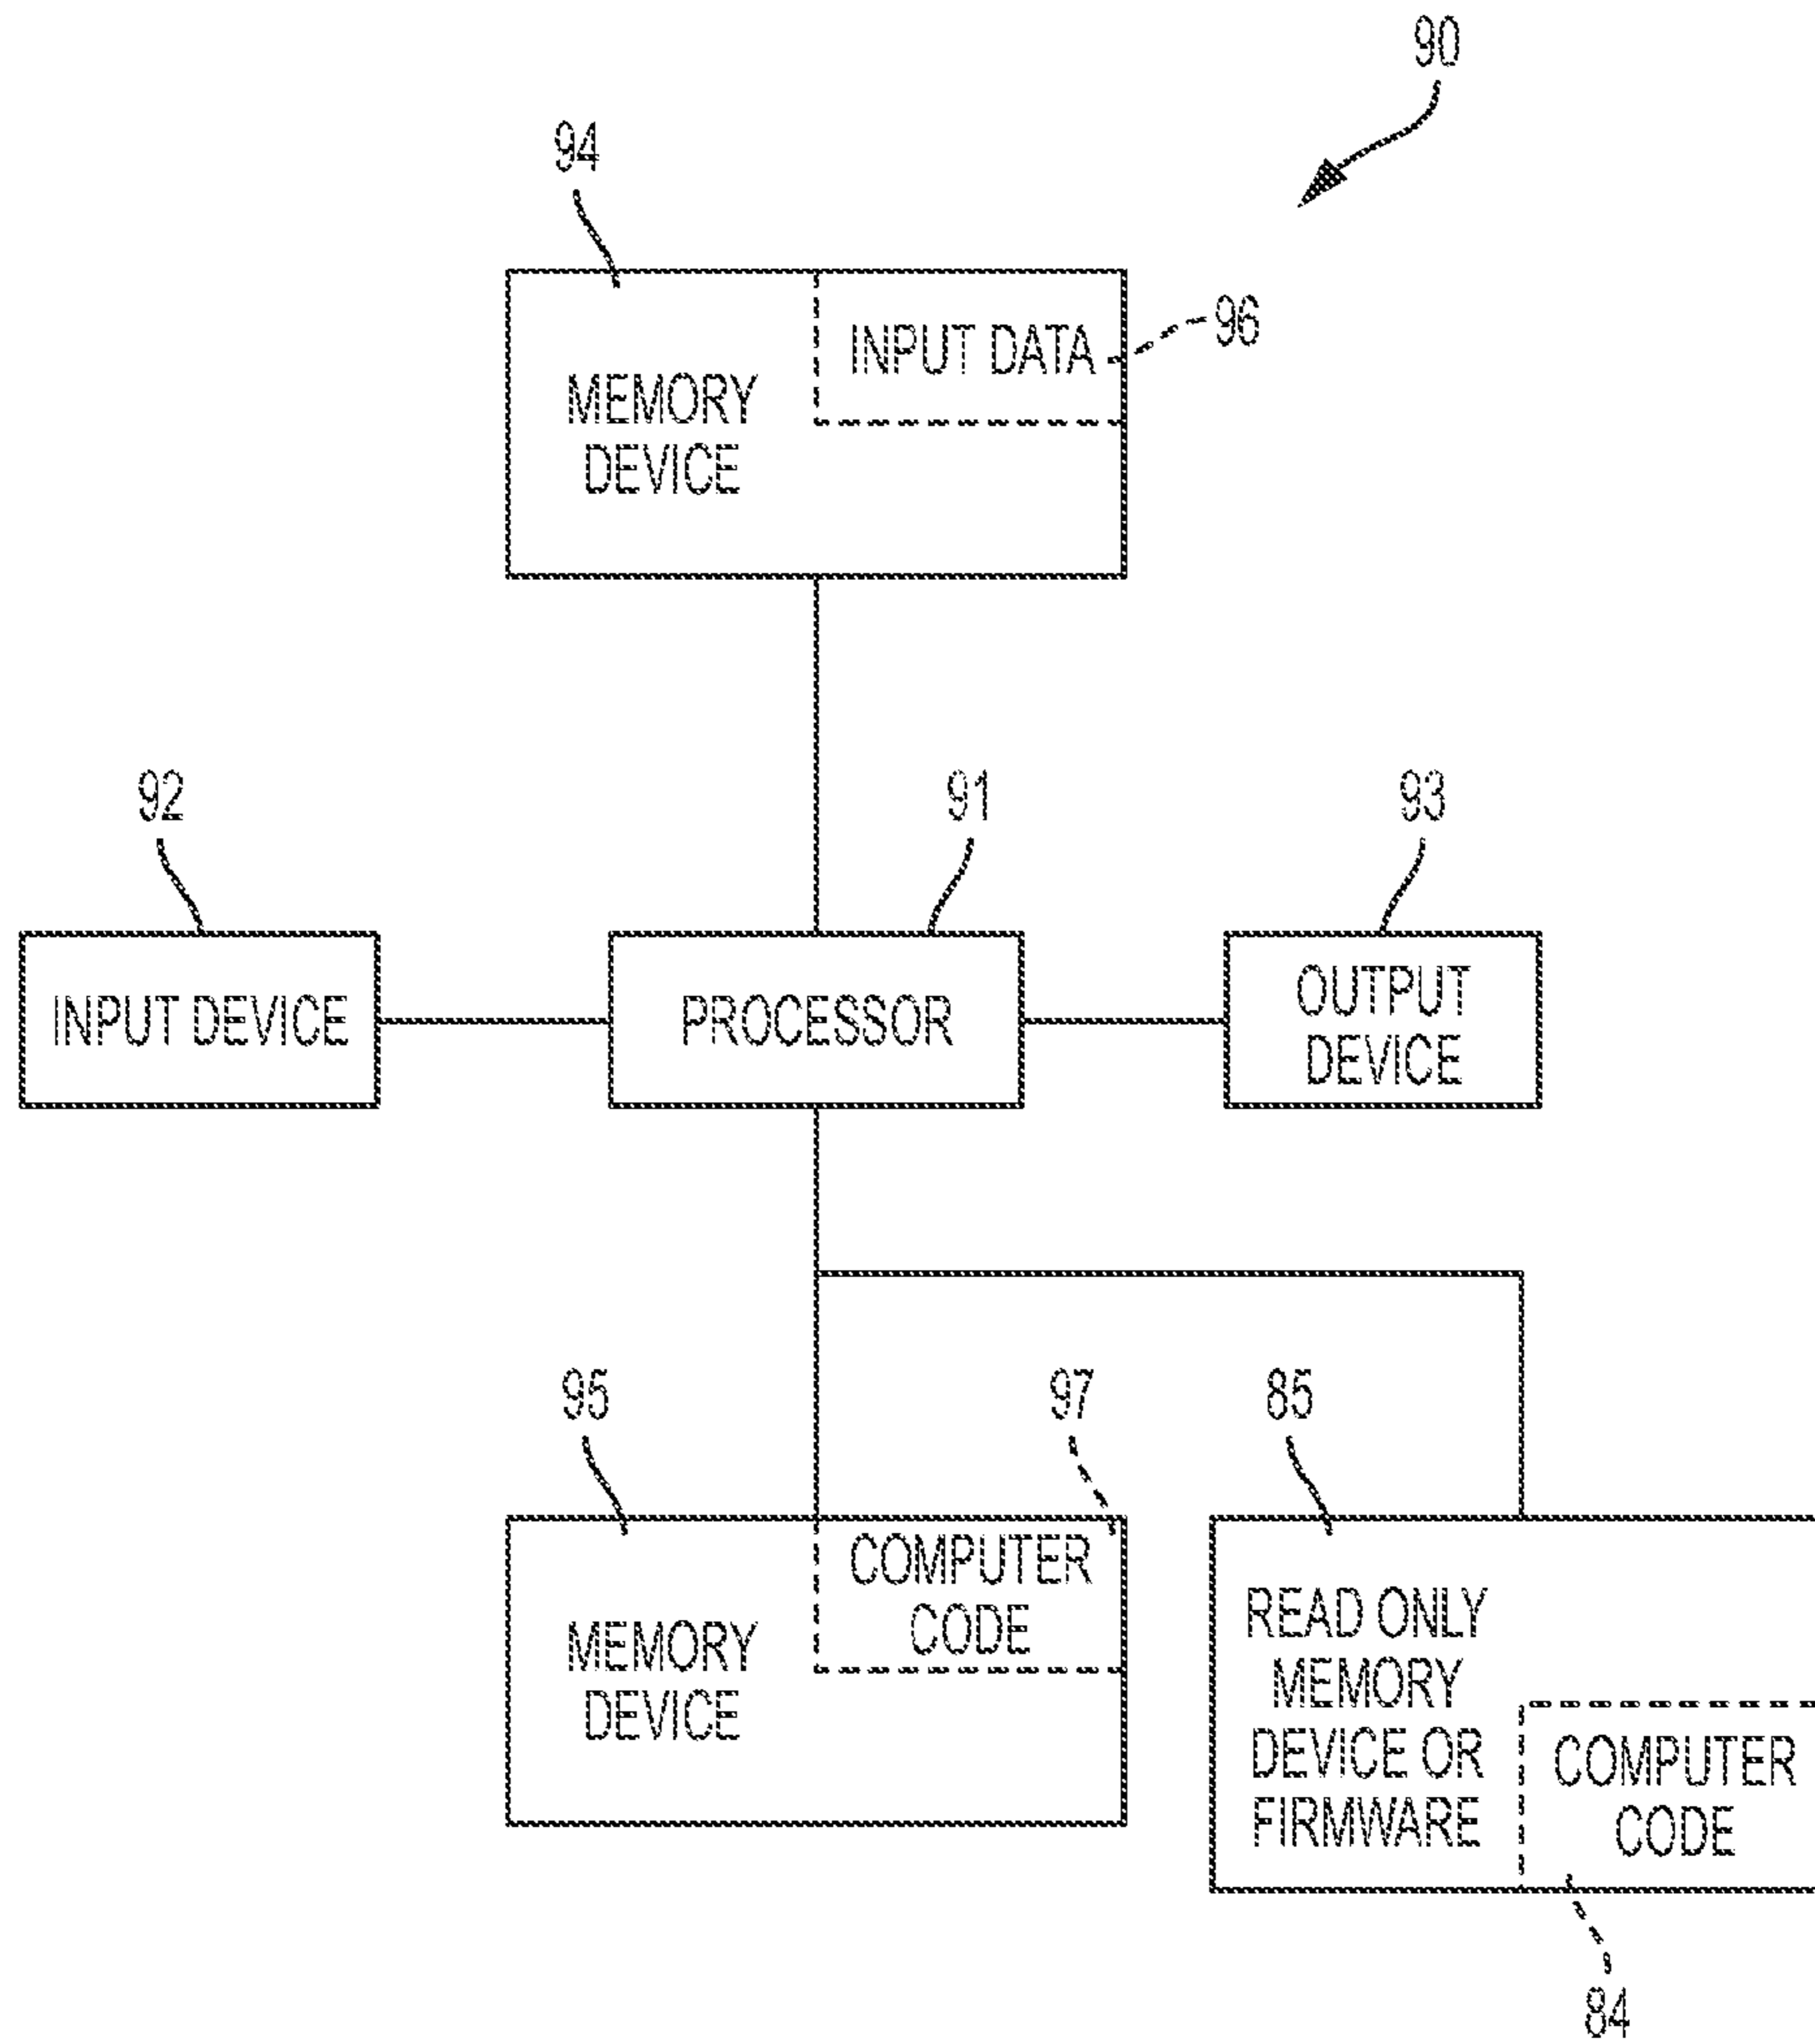 90
94
INPUT DATA
96
MEMORY
DEVICE
92
91
93
INPUT DEVICE
PROCESSOR
OUTPUT
DEVICE
95
97
85
COMPUTER
CODE
MEMORY
DEVICE
READ ONLY
MEMORY
DEVICE OR
FIRMWARE
COMPUTER
CODE
84